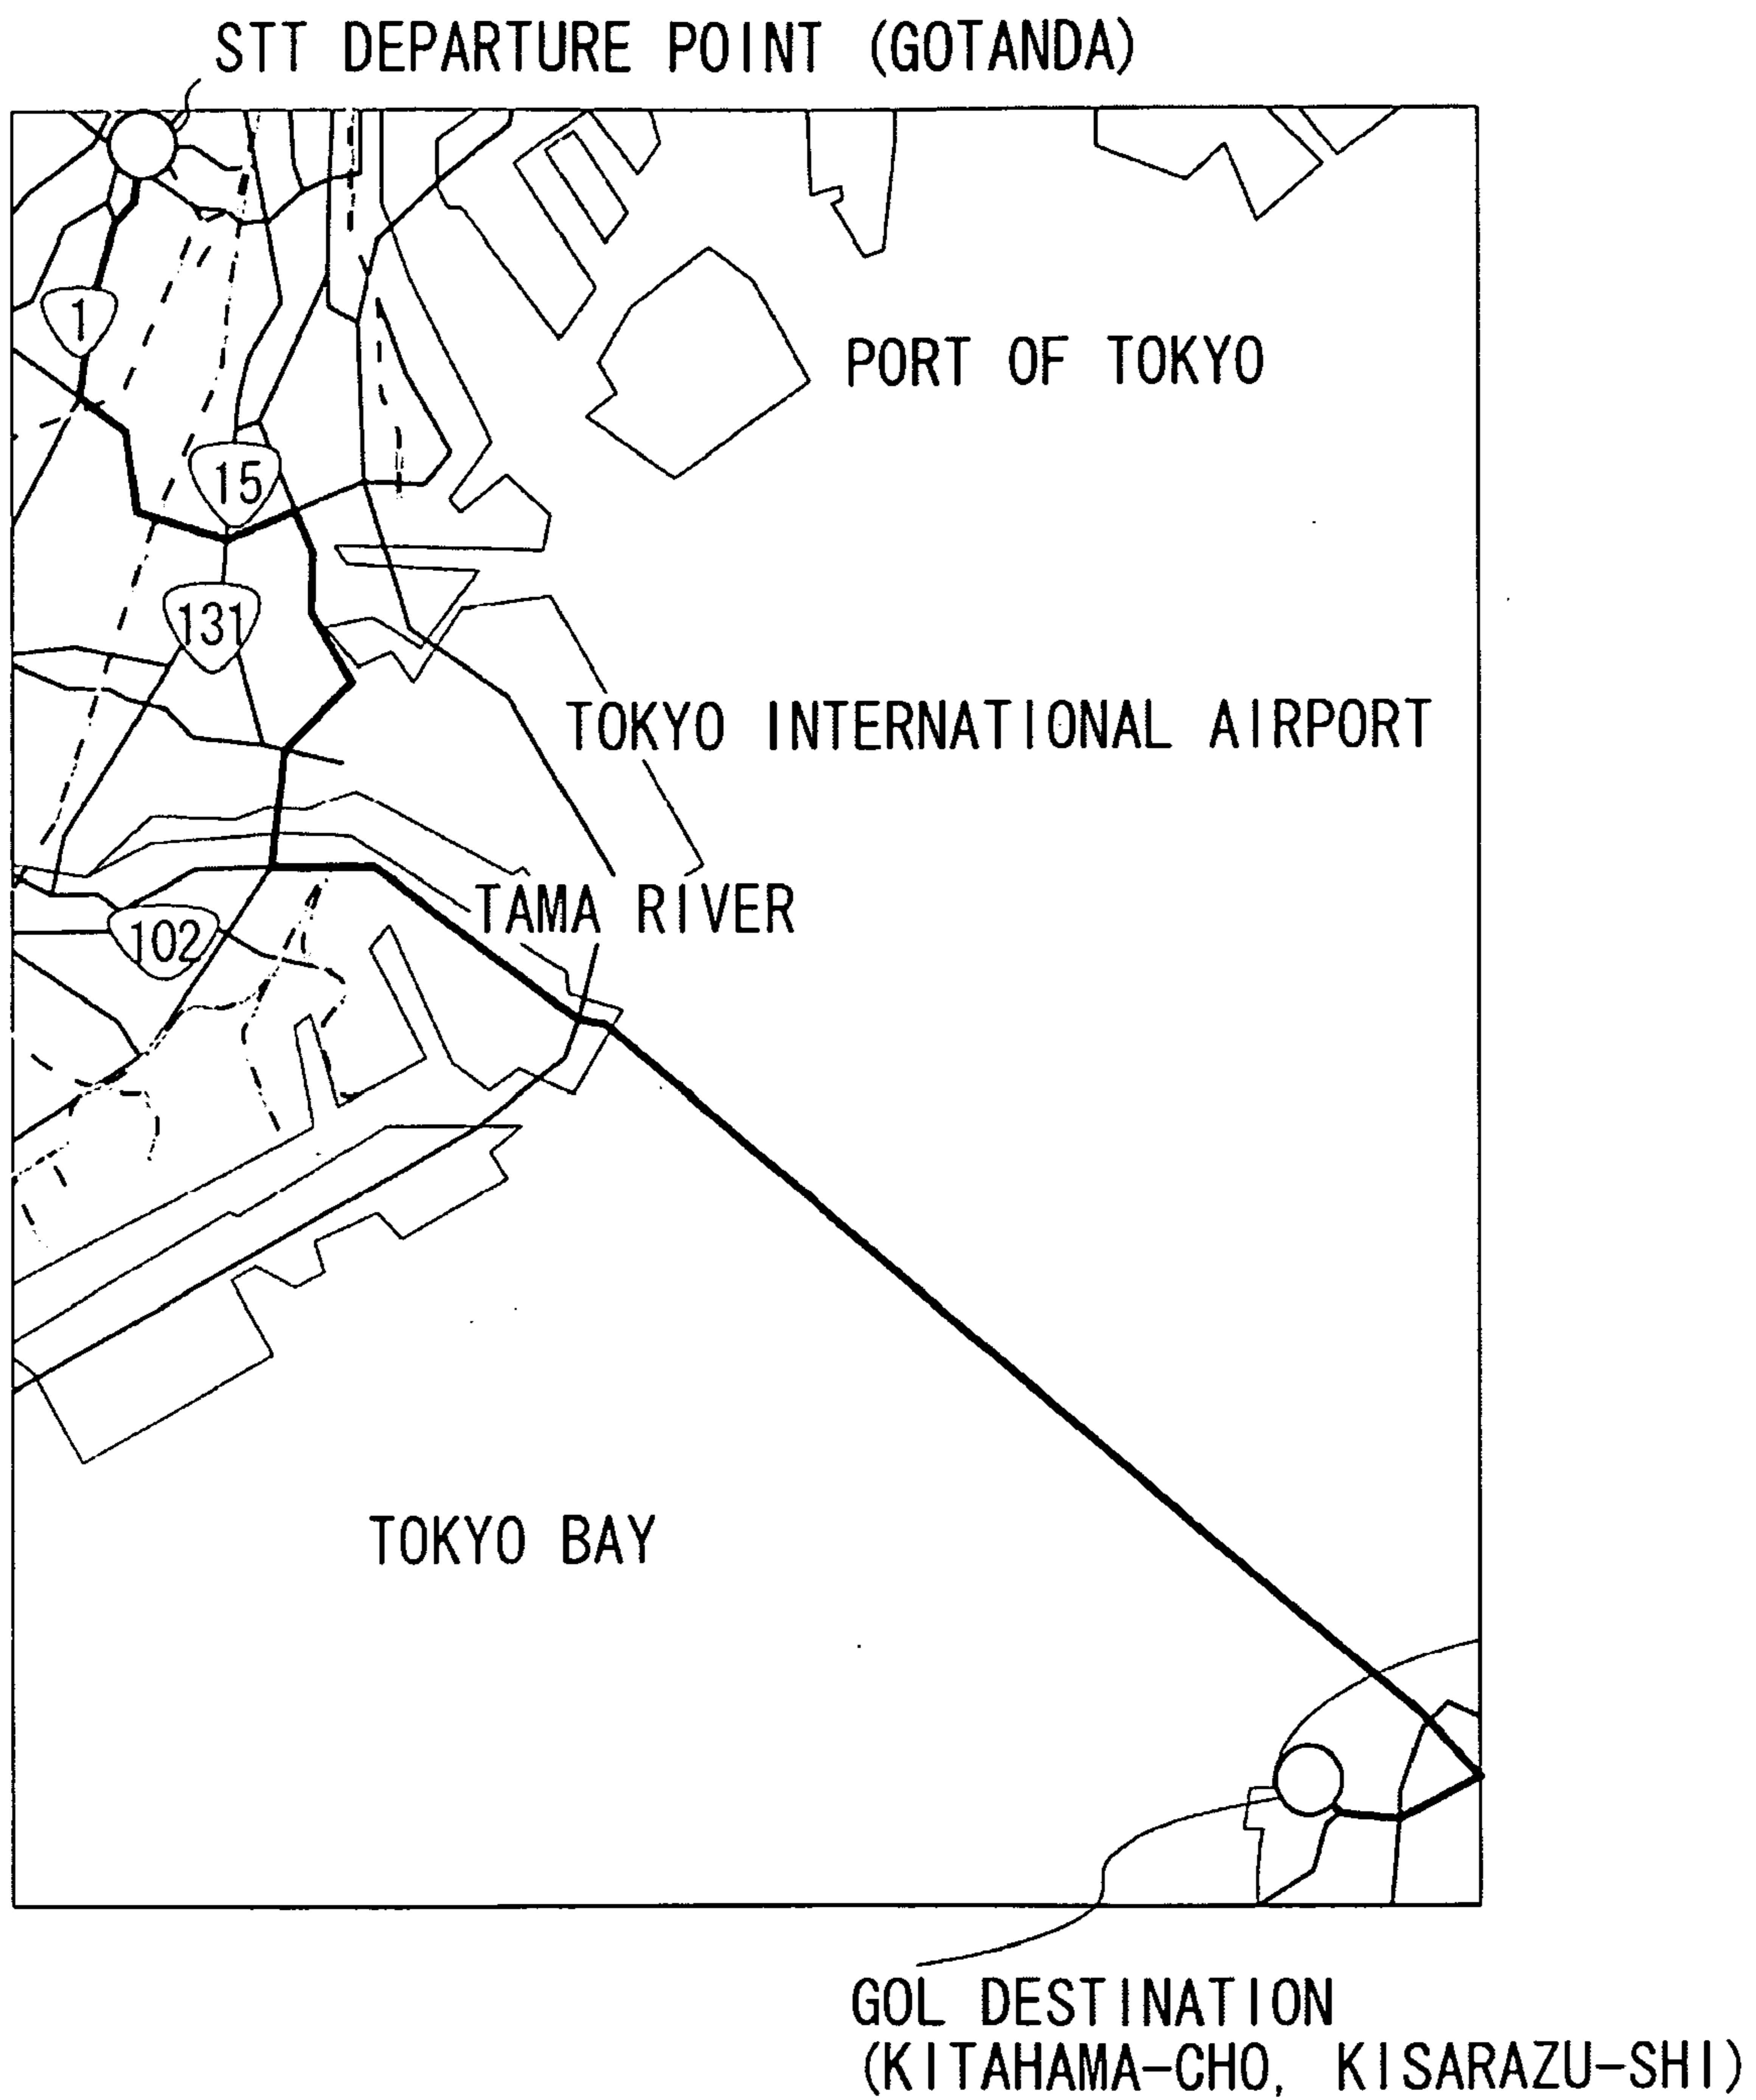 STT DEPARTURE POINT (GOTANDA)
1
PORT OF TOKYO
15
131
TOKYO INTERNATIONAL AIRPORT
TAMA RIVER
102
TOKYO BAY
GOL DESTINATION
(KITAHAMA-CHO, KISARAZU-SHI)